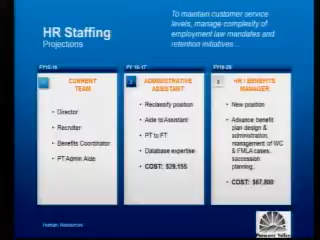 HR Staffing
Projections
To maintain customer service
levels, manage complexity of
employment law mandates and
retention initiatives...
FY15-16
CURRENT
TEAM
• Director
• Recruiter
• Benefits Coordinator
• PT Admin Aide
FY 16-17
2
ADMINISTRATIVE
ASSISTANT
• Reclassify position
• Aide to Assistant
• PT to FT
• Database expertise
• COST: $29,155
HR / BENEFITS
MANAGER
• New position
• Advance benefit
plan design &
administration,
management of WC
& FMLA cases,
succession
planning.
• COST: $67,800
Human Resources